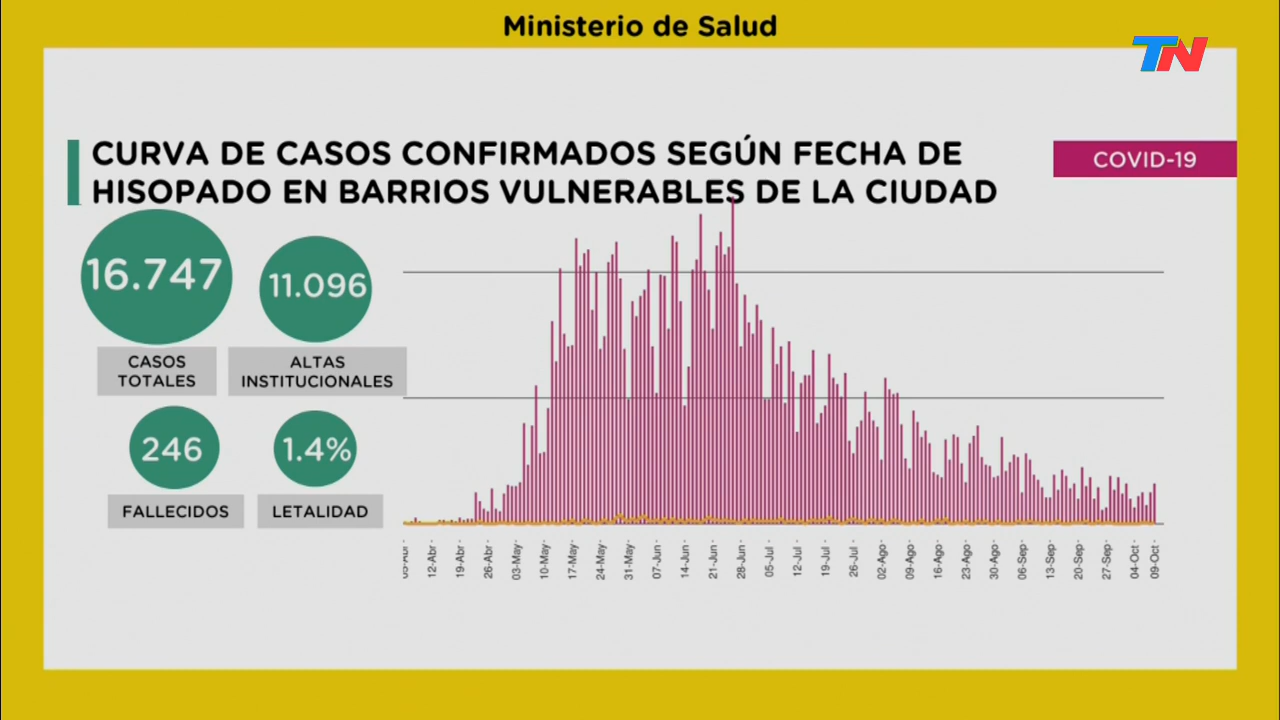 Ministerio de Salud
TN
CURVA DE CASOS CONFIRMADOS SEGÚN FECHA DE
HISOPADO EN BARRIOS VULNERABLES DE LA CIUDAD
COVID-19
16.747
CASOS
TOTALES
11.096
ALTAS
INSTITUCIONALES
246
FALLECIDOS
1.4%
LETALIDAD
12-Abr
19-Abr
26-Abr
03-May
10-May
17-May
24-May
31-May
07-Jun
14-Jun
21-Jun
28-Jun
05-Jul
12-Jul
19-Jul
26-Jul
02-Ago
09-Ago
16-Ago
23-Ago
30-Ago
06-Sep
13-Sep
20-Sep
27-Sep
04-Oct
09-Oct